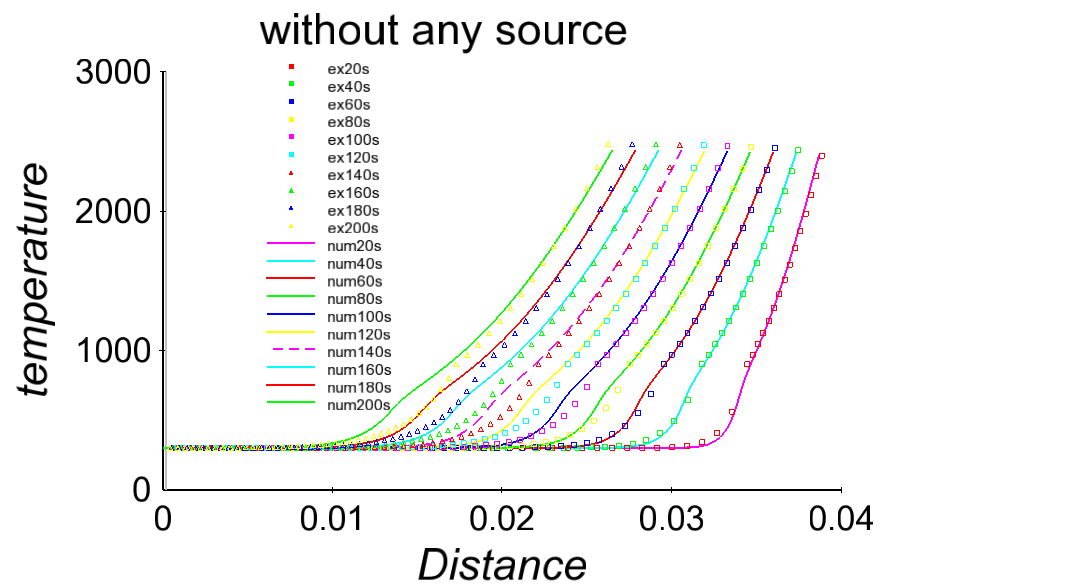 without any source
3000
2000
1000
0
temperature
ex20s
ex40s
ex60s
ex80s
ex100s
ex120s
ex140s
ex160s
ex180s
ex200s
num20s
num40s
num60s
num80s
num100s
num120s
num140s
num160s
num180s
num200s
0 0.01 0.02 0.03 0.04
Distance